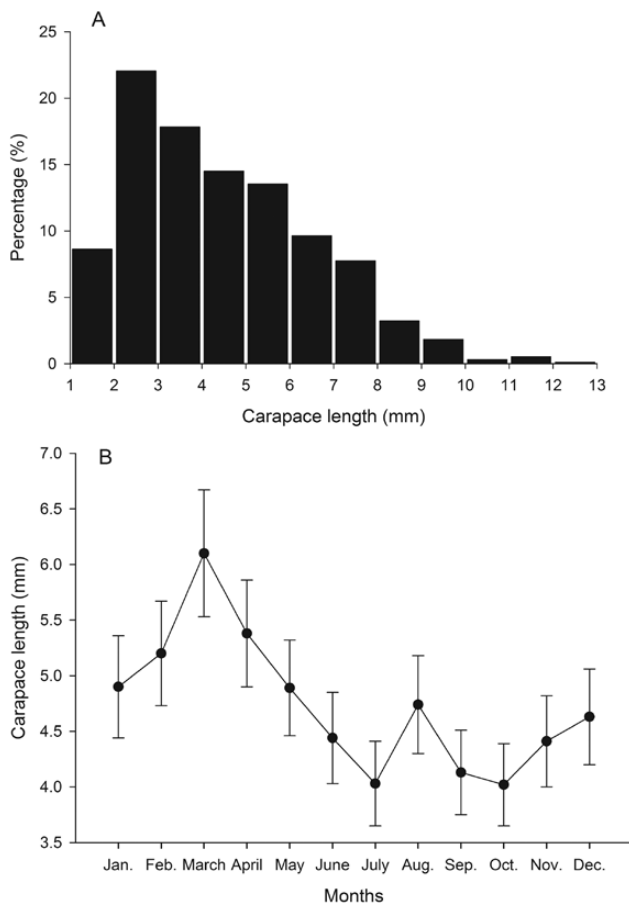 A
25
20
15
10
5
0
Percentage (%)
1 2 3 4 5 6 7 8 9 10 11 12 13
Carapace length (mm)
B
7.0
6.5
6.0
5.5
5.0
4.5
4.0
3.5
Carapace length (mm)
Jan. Feb. March April May June July Aug. Sep. Oct. Nov. Dec.
Months